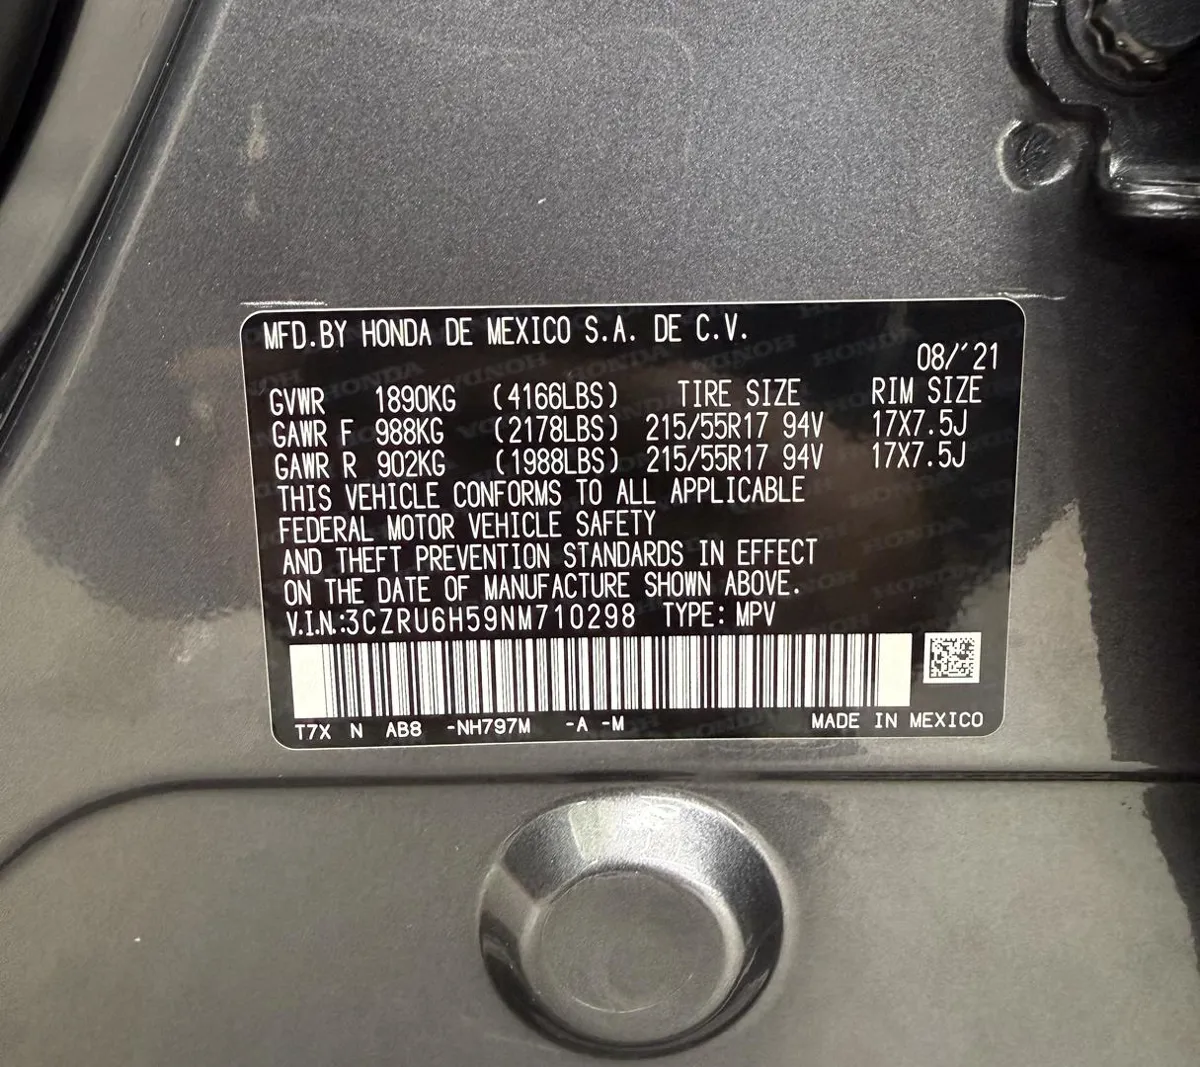 MFD.BY HONDA DE MEXICO S.A. DE C.V.
08/'21
GVWR 1890KG (4166LBS) TIRE SIZE RIM SIZE
GAWR F 988KG (2178LBS) 215/55R17 94V 17X7.5J
GAWR R 902KG (1988LBS) 215/55R17 94V 17X7.5J
THIS VEHICLE CONFORMS TO ALL APPLICABLE
FEDERAL MOTOR VEHICLE SAFETY
AND THEFT PREVENTION STANDARDS IN EFFECT
ON THE DATE OF MANUFACTURE SHOWN ABOVE.
V.I.N.:3CZRU6H59NM710298 TYPE: MPV
T7X N AB8 -NH797M -A -M MADE IN MEXICO